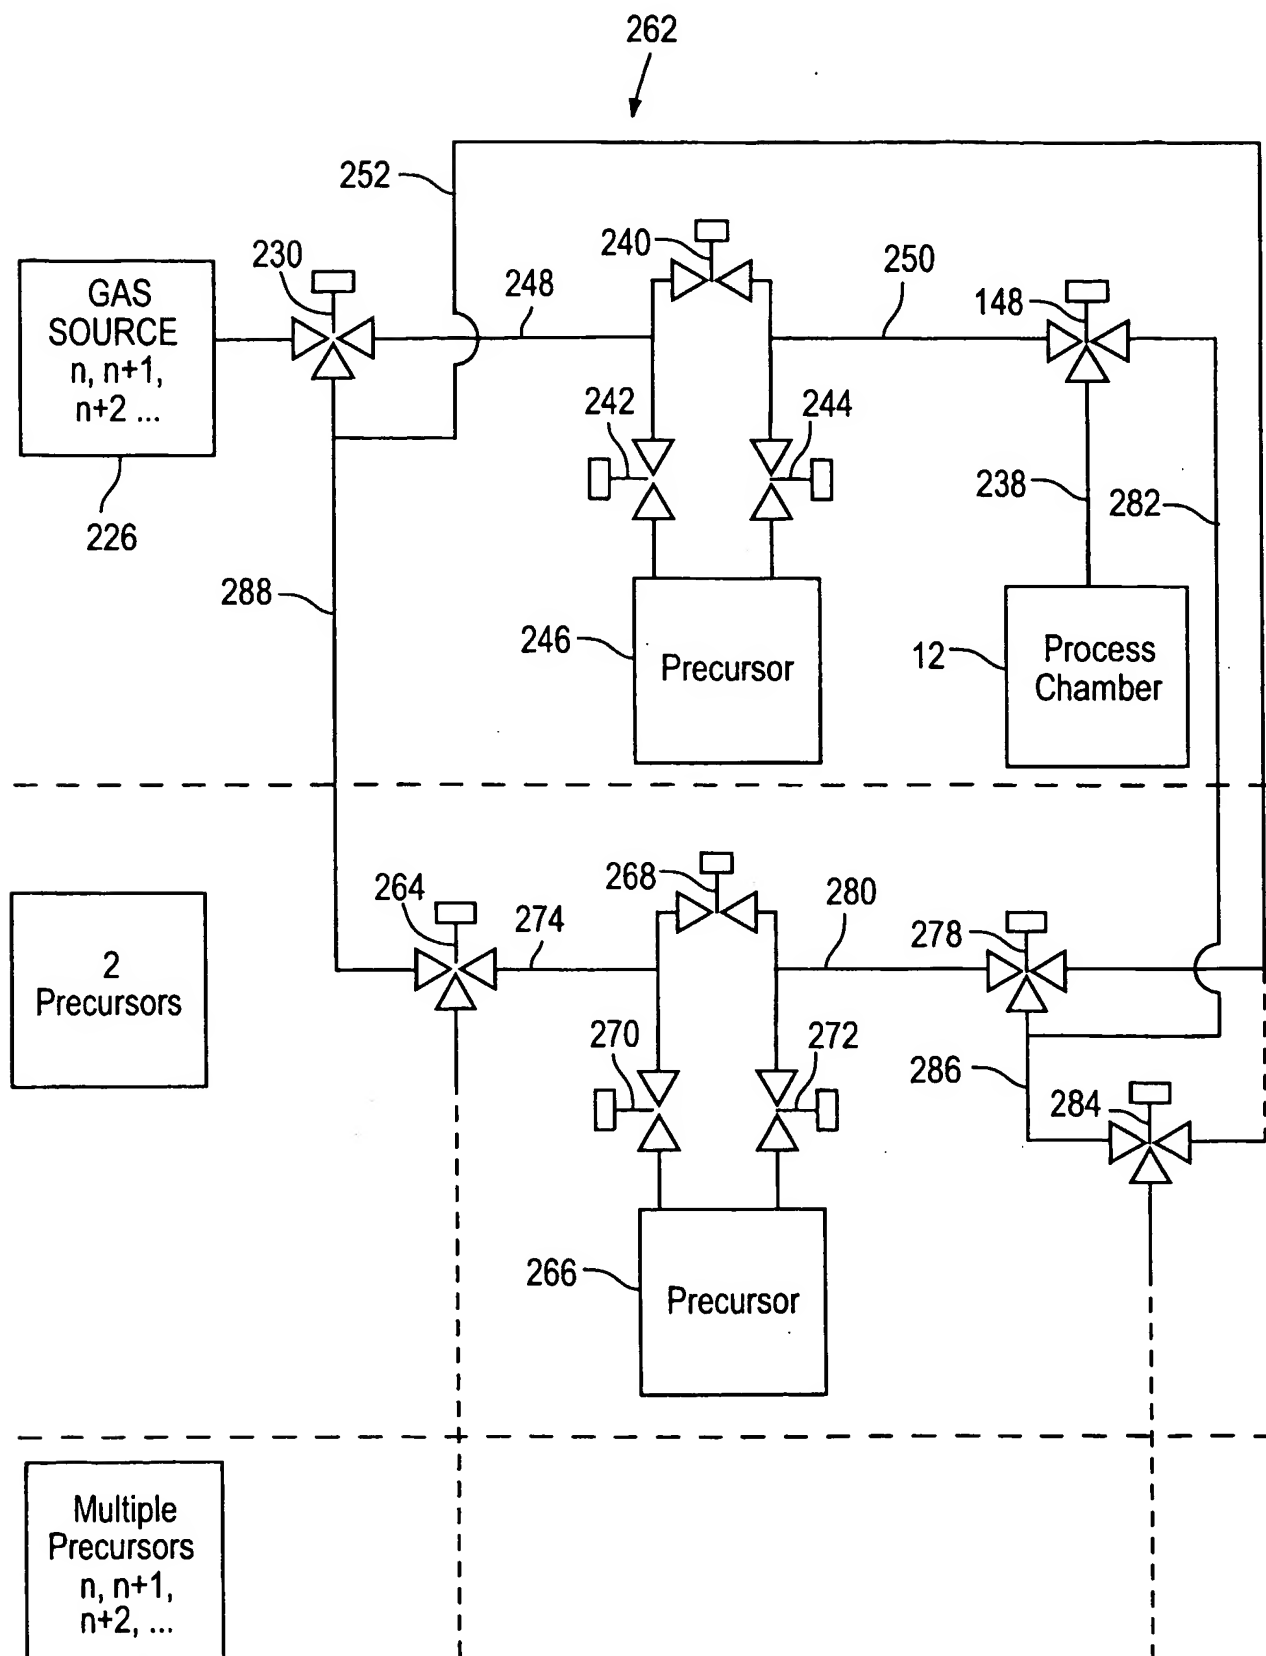 262
252
230
240
250
148
GAS
SOURCE
n, n+1,
n+2 ...
248
242
244
238
282
226
288
246
Precursor
12
Process
Chamber
264
274
268
280
278
2
Precursors
270
272
286
284
266
Precursor
Multiple
Precursors
n, n+1,
n+2, ...